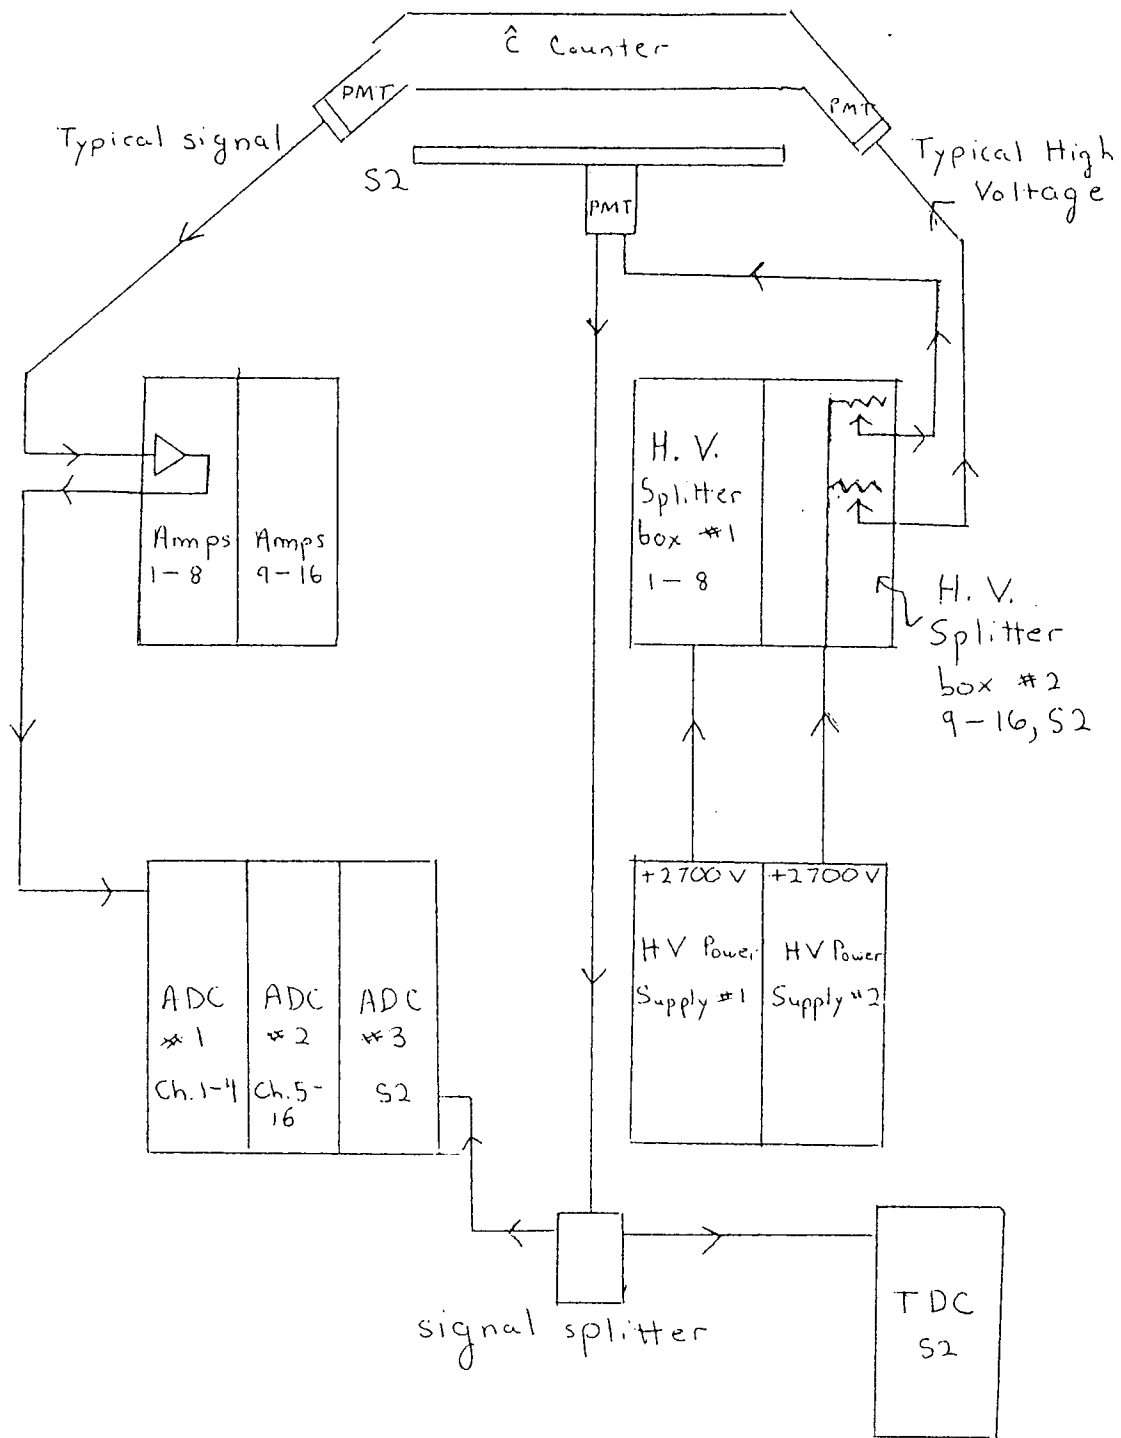 Ĉ Counter
PMT
PMT
Typical signal
Typical High
Voltage
S2
PMT
H. V.
Splitter
box #1
1-8
Amps
1-8
Amps
9-16
H. V.
Splitter
box #2
9-16, S2
+2700 V
+2700 V
HV Power
Supply #1
HV Power
Supply #2
ADC
#1
Ch. 1-4
ADC
#2
Ch. 5-
16
ADC
#3
S2
signal splitter
TDC
S2